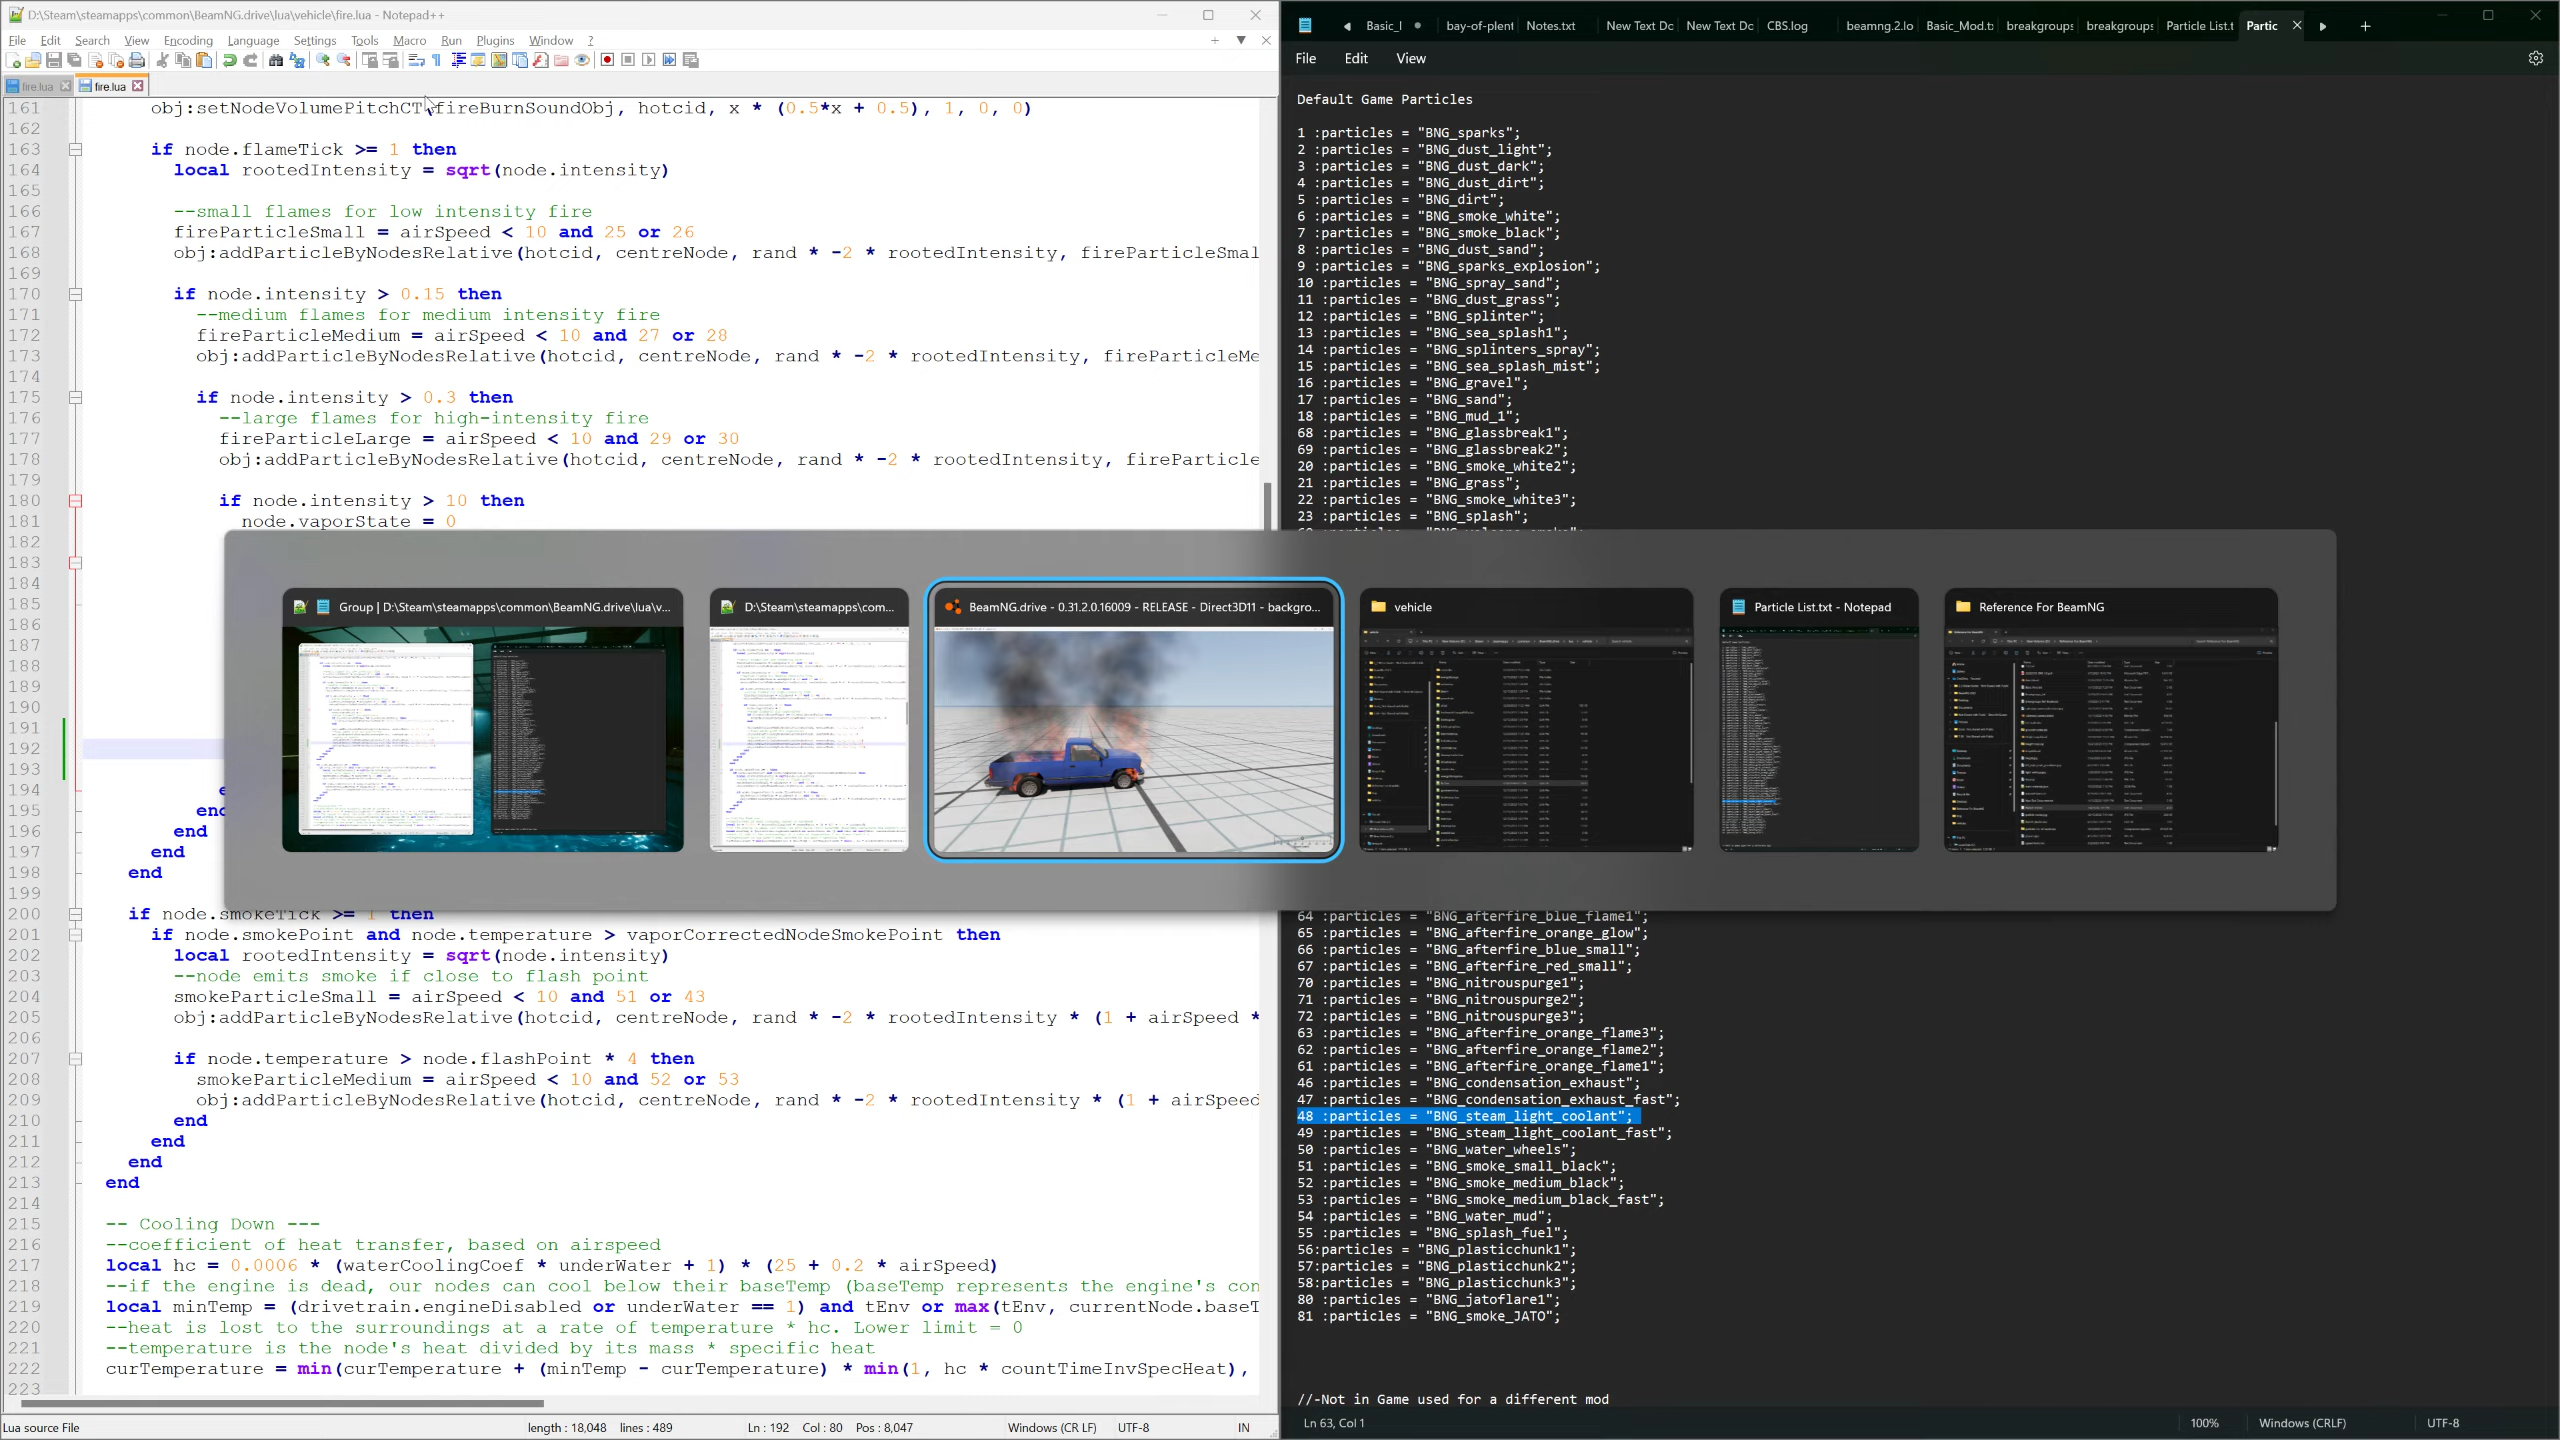 D:\Steam\steamapps\common\BeamNG.drive\lua\vehicle\fire.lua - Notepad++
File Edit Search View Encoding Language Settings Tools Macro Run Plugins Window ?
fire.lua fire.lua
161 obj:setNodeVolumePitchCT(fireBurnSoundObj, hotcid, x * (0.5*x + 0.5), 1, 0, 0)
162
163 if node.flameTick >= 1 then
164 local rootedIntensity = sqrt(node.intensity)
165
166 --small flames for low intensity fire
167 fireParticleSmall = airSpeed < 10 and 25 or 26
168 obj:addParticleByNodesRelative(hotcid, centreNode, rand * -2 * rootedIntensity, fireParticleSmal
169
170 if node.intensity > 0.15 then
171 --medium flames for medium intensity fire
172 fireParticleMedium = airSpeed < 10 and 27 or 28
173 obj:addParticleByNodesRelative(hotcid, centreNode, rand * -2 * rootedIntensity, fireParticleMe
174
175 if node.intensity > 0.3 then
176 --large flames for high-intensity fire
177 fireParticleLarge = airSpeed < 10 and 29 or 30
178 obj:addParticleByNodesRelative(hotcid, centreNode, rand * -2 * rootedIntensity, fireParticle
179
180 if node.intensity > 10 then
181 node.vaporState = 0
182
183
184
185
186
187
188
189
190
191
192
193
194 e
195 end
196 end
197 end
198 end
199
200 if node.smokeTick >= 1 then
201 if node.smokePoint and node.temperature > vaporCorrectedNodeSmokePoint then
202 local rootedIntensity = sqrt(node.intensity)
203 --node emits smoke if close to flash point
204 smokeParticleSmall = airSpeed < 10 and 51 or 43
205 obj:addParticleByNodesRelative(hotcid, centreNode, rand * -2 * rootedIntensity * (1 + airSpeed *
206
207 if node.temperature > node.flashPoint * 4 then
208 smokeParticleMedium = airSpeed < 10 and 52 or 53
209 obj:addParticleByNodesRelative(hotcid, centreNode, rand * -2 * rootedIntensity * (1 + airSpeed
210 end
211 end
212 end
213 end
214
215 -- Cooling Down ---
216 --coefficient of heat transfer, based on airspeed
217 local hc = 0.0006 * (waterCoolingCoef * underWater + 1) * (25 + 0.2 * airSpeed)
218 --if the engine is dead, our nodes can cool below their baseTemp (baseTemp represents the engine's con
219 local minTemp = (drivetrain.engineDisabled or underWater == 1) and tEnv or max(tEnv, currentNode.baseT
220 --heat is lost to the surroundings at a rate of temperature * hc. Lower limit = 0
221 --temperature is the node's heat divided by its mass * specific heat
222 curTemperature = min(curTemperature + (minTemp - curTemperature) * min(1, hc * countTimeInvSpecHeat),
223
Lua source File length : 18,048 lines : 489 Ln : 192 Col : 80 Pos : 8,047 Windows (CR LF) UTF-8 IN
Group | D:\Steam\steamapps\common\BeamNG.drive\lua\v...
D:\Steam\steamapps\com...
BeamNG.drive - 0.31.2.0.16009 - RELEASE - Direct3D11 - backgro...
vehicle
Particle List.txt - Notepad
Reference For BeamNG
Basic_I bay-of-plent Notes.txt New Text Dc New Text Dc CBS.log beamng.2.lo Basic_Mod.t breakgroups breakgroups Particle List.t Partic
File Edit View
Default Game Particles
1 :particles = "BNG_sparks";
2 :particles = "BNG_dust_light";
3 :particles = "BNG_dust_dark";
4 :particles = "BNG_dust_dirt";
5 :particles = "BNG_dirt";
6 :particles = "BNG_smoke_white";
7 :particles = "BNG_smoke_black";
8 :particles = "BNG_dust_sand";
9 :particles = "BNG_sparks_explosion";
10 :particles = "BNG_spray_sand";
11 :particles = "BNG_dust_grass";
12 :particles = "BNG_splinter";
13 :particles = "BNG_sea_splash1";
14 :particles = "BNG_splinters_spray";
15 :particles = "BNG_sea_splash_mist";
16 :particles = "BNG_gravel";
17 :particles = "BNG_sand";
18 :particles = "BNG_mud_1";
68 :particles = "BNG_glassbreak1";
69 :particles = "BNG_glassbreak2";
20 :particles = "BNG_smoke_white2";
21 :particles = "BNG_grass";
22 :particles = "BNG_smoke_white3";
23 :particles = "BNG_splash";
64 :particles = "BNG_afterfire_blue_flame1";
65 :particles = "BNG_afterfire_orange_glow";
66 :particles = "BNG_afterfire_blue_small";
67 :particles = "BNG_afterfire_red_small";
70 :particles = "BNG_nitrouspurge1";
71 :particles = "BNG_nitrouspurge2";
72 :particles = "BNG_nitrouspurge3";
63 :particles = "BNG_afterfire_orange_flame3";
62 :particles = "BNG_afterfire_orange_flame2";
61 :particles = "BNG_afterfire_orange_flame1";
46 :particles = "BNG_condensation_exhaust";
47 :particles = "BNG_condensation_exhaust_fast";
48 :particles = "BNG_steam_light_coolant";
49 :particles = "BNG_steam_light_coolant_fast";
50 :particles = "BNG_water_wheels";
51 :particles = "BNG_smoke_small_black";
52 :particles = "BNG_smoke_medium_black";
53 :particles = "BNG_smoke_medium_black_fast";
54 :particles = "BNG_water_mud";
55 :particles = "BNG_splash_fuel";
56:particles = "BNG_plasticchunk1";
57:particles = "BNG_plasticchunk2";
58:particles = "BNG_plasticchunk3";
80 :particles = "BNG_jatoflare1";
81 :particles = "BNG_smoke_JATO";
//-Not in Game used for a different mod
Ln 63, Col 1 100% Windows (CRLF) UTF-8